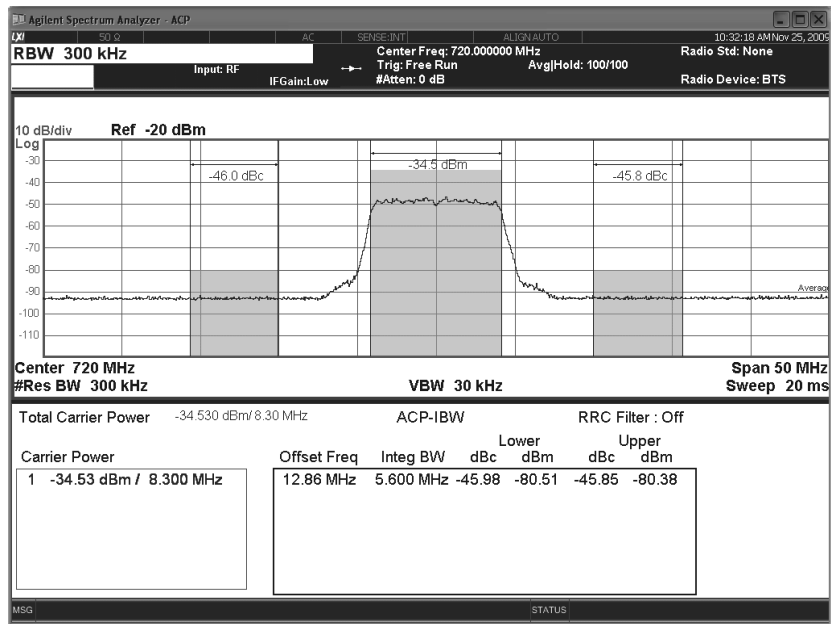 Agilent Spectrum Analyzer - ACP
LXI 50 Ω AC SENSE:INT ALIGN AUTO 10:32:18 AM Nov 25, 2009
RBW 300 kHz Center Freq: 720.000000 MHz Radio Std: None
Input: RF Trig: Free Run Avg|Hold: 100/100
IFGain:Low #Atten: 0 dB Radio Device: BTS
10 dB/div Ref -20 dBm
Log
-30
-40
-50
-60
-70
-80
-90
-100
-110
-46.0 dBc
-34.5 dBm
-45.8 dBc
Average
Center 720 MHz Span 50 MHz
#Res BW 300 kHz VBW 30 kHz Sweep 20 ms
Total Carrier Power -34.530 dBm/ 8.30 MHz ACP-IBW RRC Filter : Off
Lower Upper
Carrier Power Offset Freq Integ BW dBc dBm dBc dBm
1 -34.53 dBm / 8.300 MHz 12.86 MHz 5.600 MHz -45.98 -80.51 -45.85 -80.38
MSG STATUS